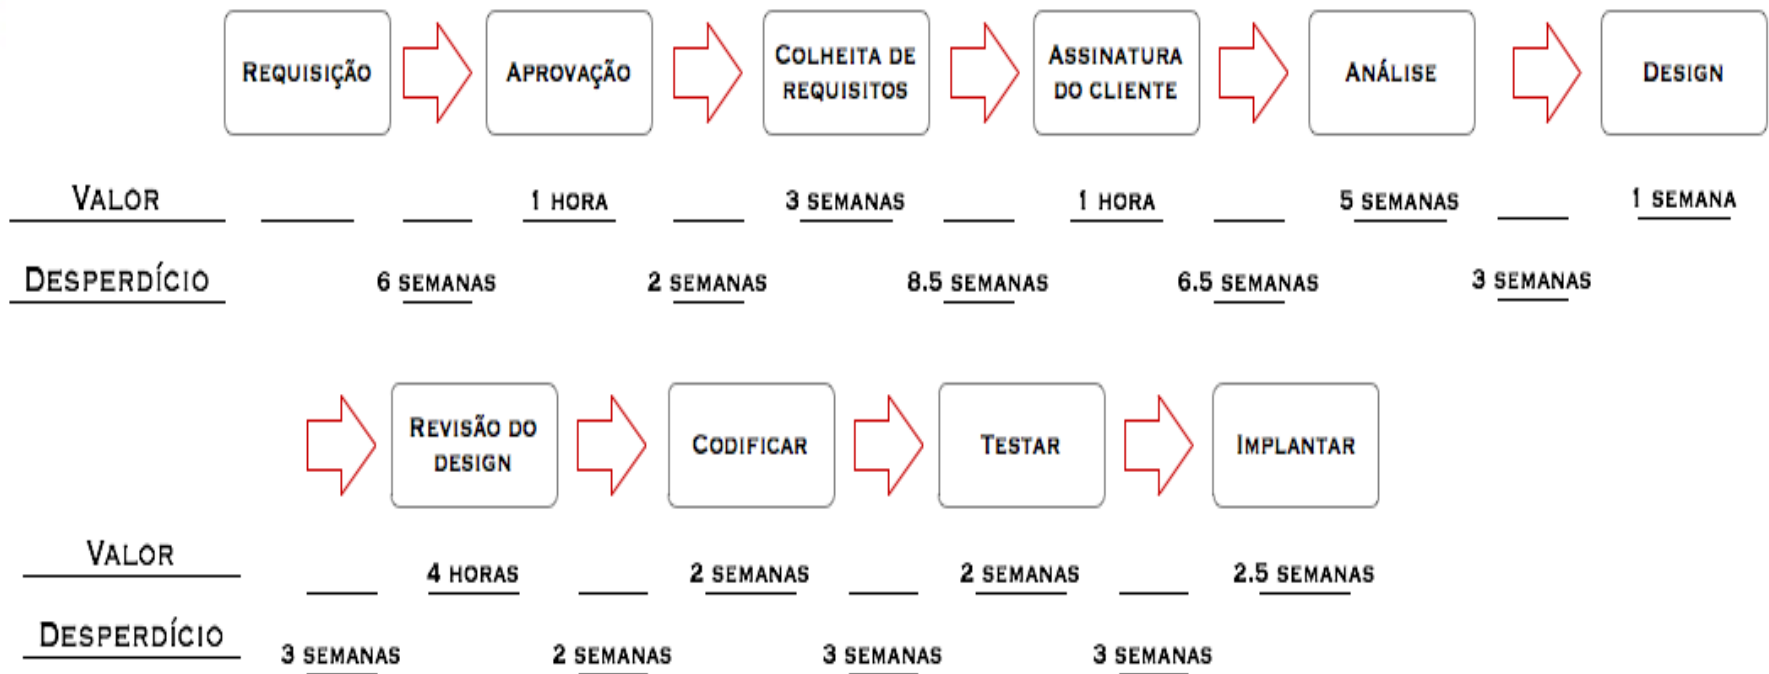 REQUISIÇÃO
APROVAÇÃO
COLHEITA DE
REQUISITOS
ASSINATURA
DO CLIENTE
ANÁLISE
DESIGN
VALOR
1 HORA
3 SEMANAS
1 HORA
5 SEMANAS
1 SEMANA
DESPERDÍCIO
6 SEMANAS
2 SEMANAS
8.5 SEMANAS
6.5 SEMANAS
3 SEMANAS
REVISÃO DO
DESIGN
CODIFICAR
TESTAR
IMPLANTAR
VALOR
4 HORAS
2 SEMANAS
2 SEMANAS
2.5 SEMANAS
DESPERDÍCIO
3 SEMANAS
2 SEMANAS
3 SEMANAS
3 SEMANAS